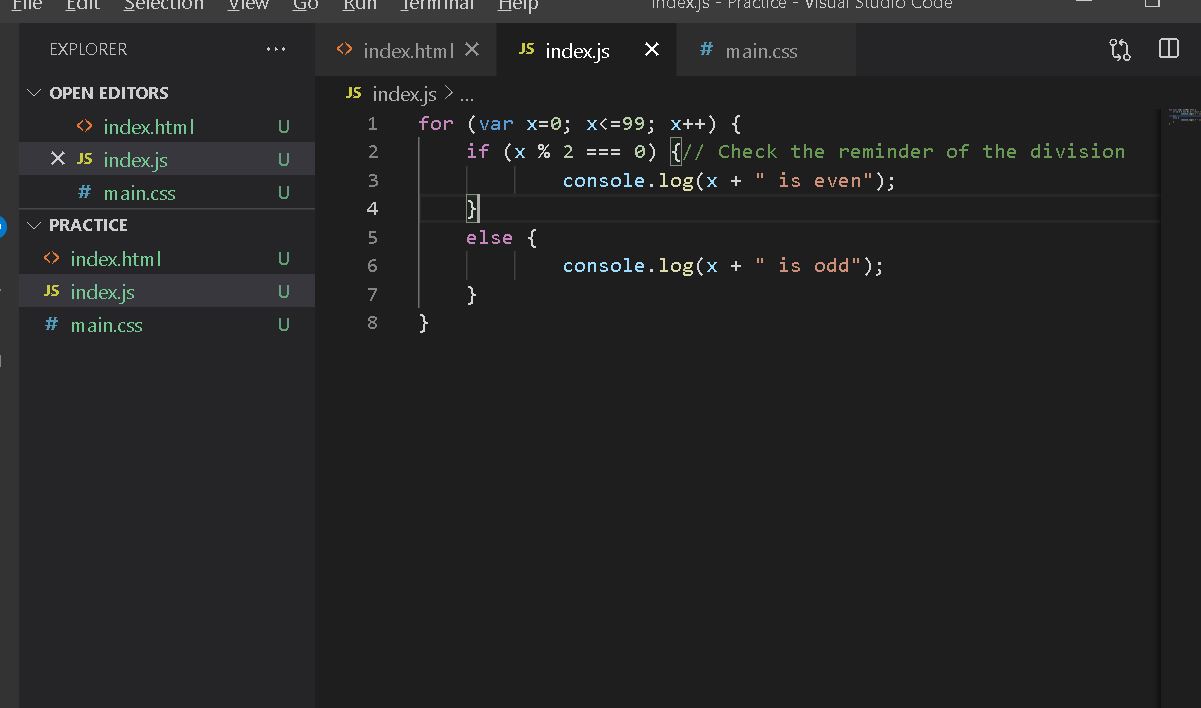 File Edit Selection View Go Run Terminal Help index.js - Practice - Visual Studio Code
EXPLORER ...
index.html
JS index.js
# main.css
OPEN EDITORS
index.html U
JS index.js U
# main.css U
PRACTICE
index.html U
JS index.js U
# main.css U
JS index.js > ...
1 for (var x=0; x<=99; x++) {
2 if (x % 2 === 0) {// Check the reminder of the division
3 console.log(x + " is even");
4 }
5 else {
6 console.log(x + " is odd");
7 }
8 }